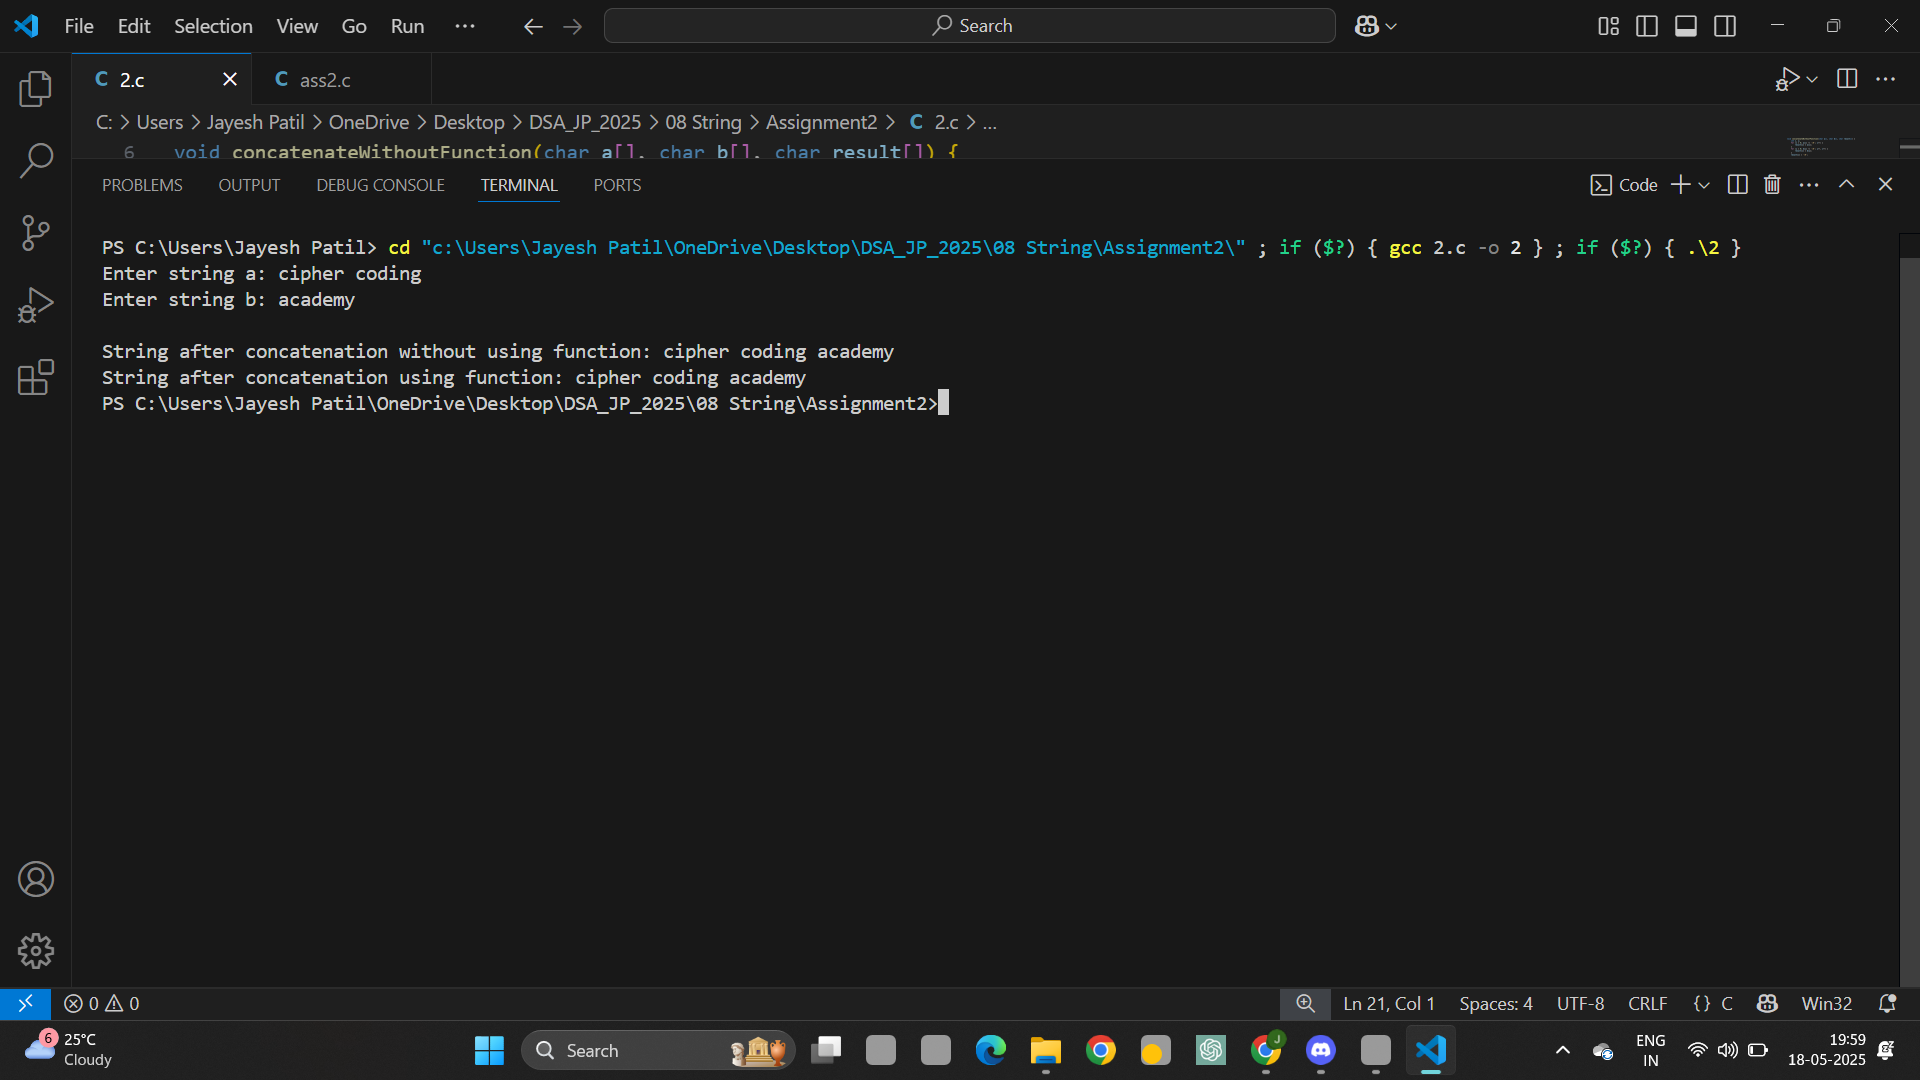 File Edit Selection View Go Run ··· Search
C 2.c C ass2.c
C: > Users > Jayesh Patil > OneDrive > Desktop > DSA_JP_2025 > 08 String > Assignment2 > C 2.c > ...
6 void concatenateWithoutFunction(char a[], char b[], char result[]) {
PROBLEMS OUTPUT DEBUG CONSOLE TERMINAL PORTS Code
PS C:\Users\Jayesh Patil> cd "c:\Users\Jayesh Patil\OneDrive\Desktop\DSA_JP_2025\08 String\Assignment2\" ; if ($?) { gcc 2.c -o 2 } ; if ($?) { .\2 }
Enter string a: cipher coding
Enter string b: academy
String after concatenation without using function: cipher coding academy
String after concatenation using function: cipher coding academy
PS C:\Users\Jayesh Patil\OneDrive\Desktop\DSA_JP_2025\08 String\Assignment2>
0 0 Ln 21, Col 1 Spaces: 4 UTF-8 CRLF {} C Win32
6 25°C
Cloudy
Search
J
ENG
IN
19:59
18-05-2025